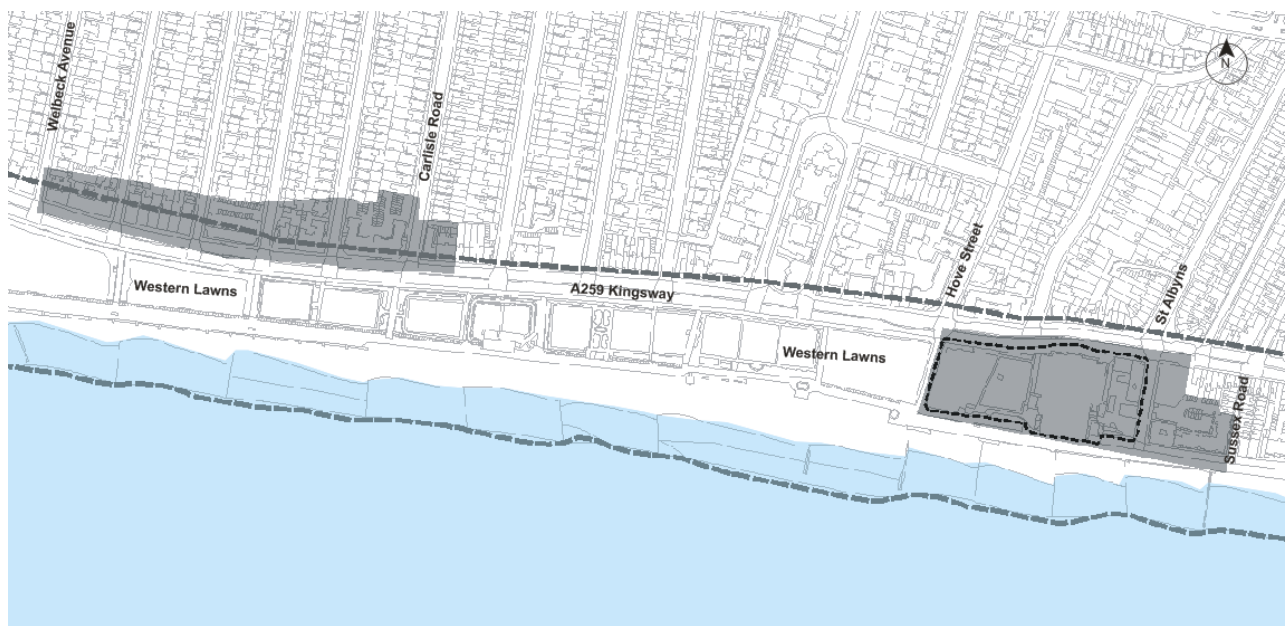 N
Welbeck Avenue
Carlisle Road
Hove Street
St Albyns
Western Lawns
A259 Kingsway
Western Lawns
Sussex Road